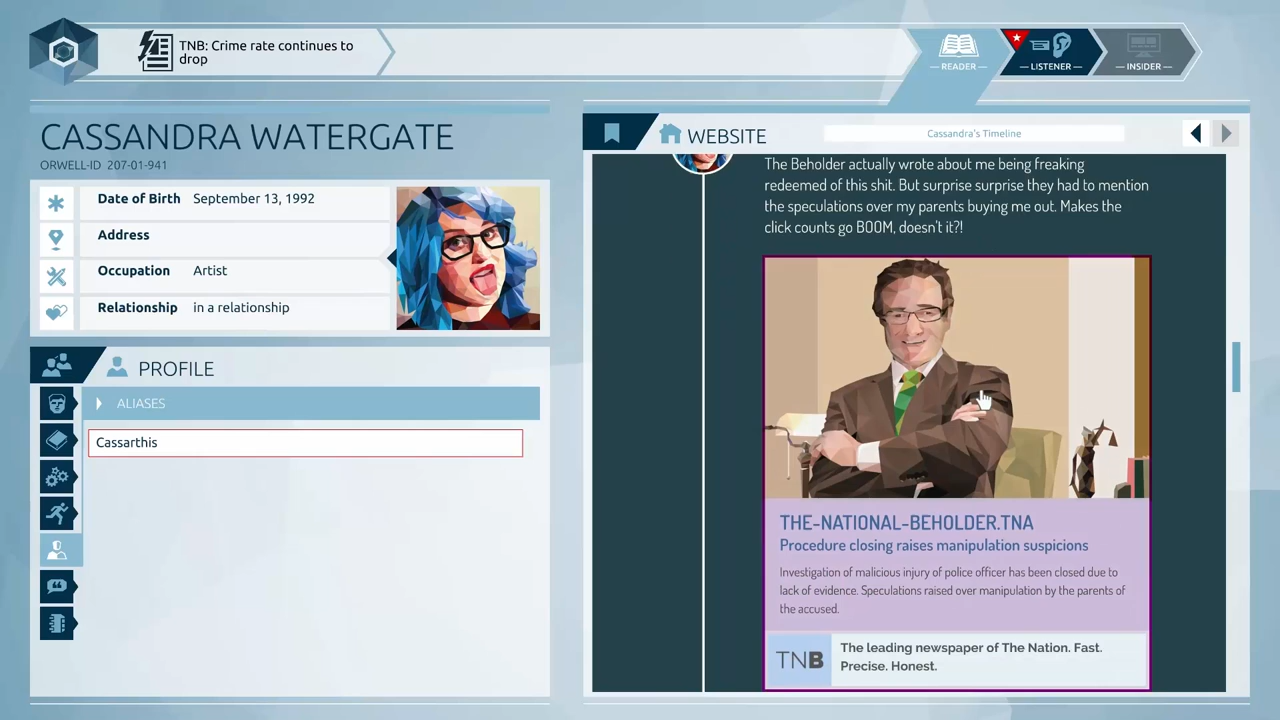 TNB: Crime rate continues to
drop
READER
LISTENER
INSIDER
CASSANDRA WATERGATE
ORWELL-ID 207-01-941
Date of Birth September 13, 1992
Address
Occupation Artist
Relationship in a relationship
PROFILE
ALIASES
Cassarthis
WEBSITE
Cassandra's Timeline
The Beholder actually wrote about me being freaking
redeemed of this shit. But surprise surprise they had to mention
the speculations over my parents buying me out. Makes the
click counts go BOOM, doesn't it?!
THE-NATIONAL-BEHOLDER.TNA
Procedure closing raises manipulation suspicions
Investigation of malicious injury of police officer has been closed due to
lack of evidence. Speculations raised over manipulation by the parents of
the accused.
TNB
The leading newspaper of The Nation. Fast.
Precise. Honest.